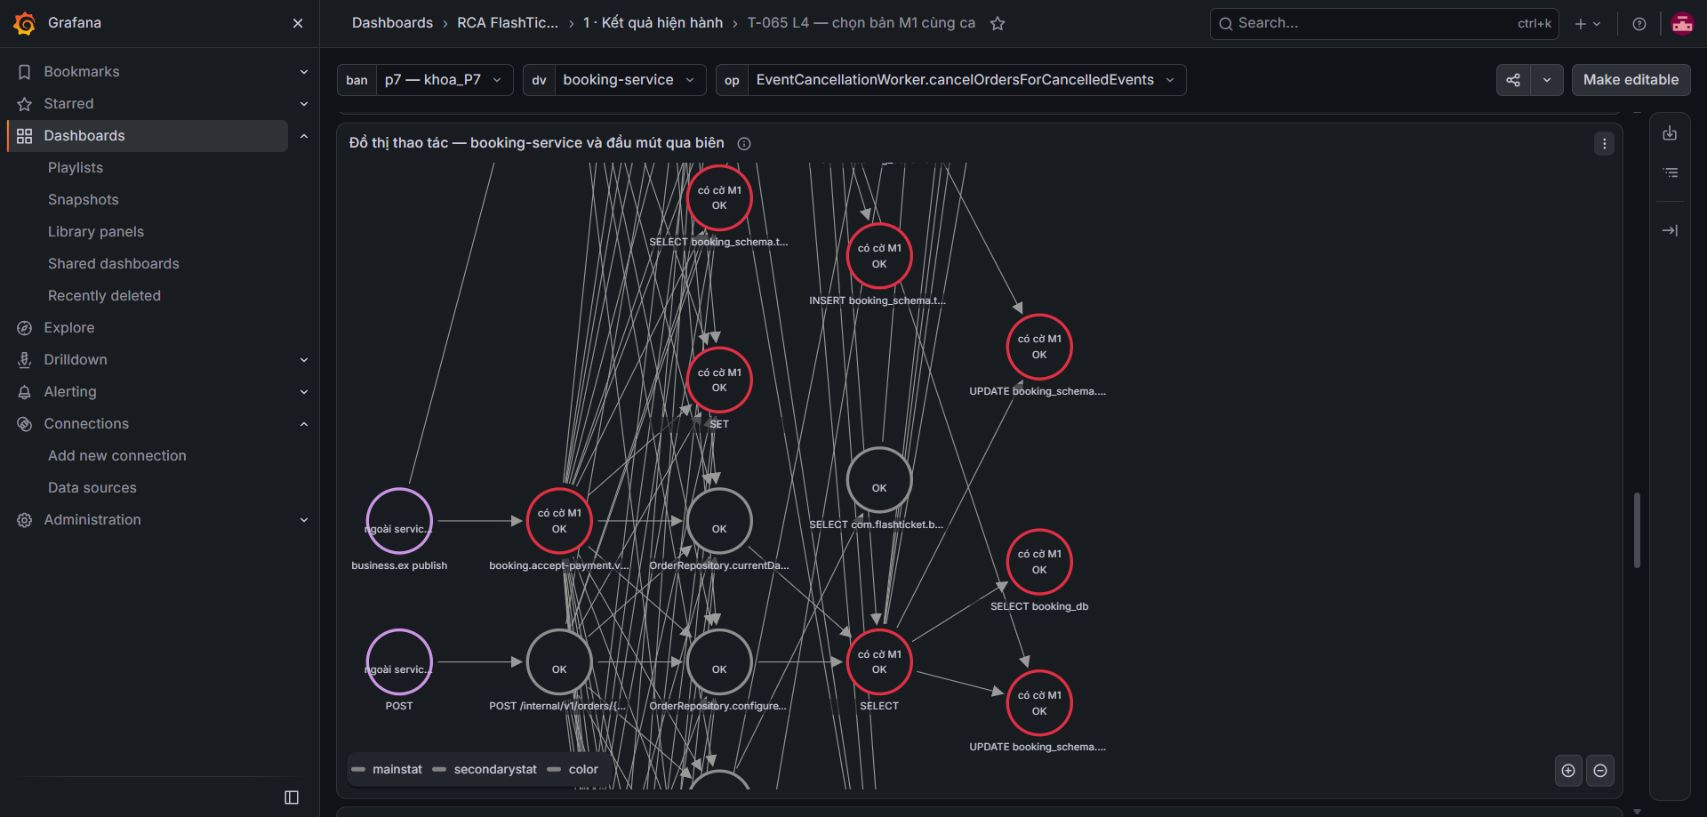 Grafana
Dashboards › RCA FlashTic... › 1 · Kết quả hiện hành › T-065 L4 — chọn bản M1 cùng ca
Search... ctrl+k
Bookmarks
Starred
Dashboards
Playlists
Snapshots
Library panels
Shared dashboards
Recently deleted
Explore
Drilldown
Alerting
Connections
Add new connection
Data sources
Administration
ban p7 — khoa_P7 dv booking-service op EventCancellationWorker.cancelOrdersForCancelledEvents
Make editable
Đồ thị thao tác — booking-service và đầu mút qua biên
có cờ M1
OK
SELECT booking_schema.t...
có cờ M1
OK
INSERT booking_schema.t...
có cờ M1
OK
UPDATE booking_schema....
có cờ M1
OK
SET
OK
SELECT com.flashticket.b...
ngoài servic...
business.ex publish
có cờ M1
OK
booking.accept-payment.v...
OK
OrderRepository.currentDa...
có cờ M1
OK
SELECT booking_db
ngoài servic...
POST
OK
POST /internal/v1/orders/{...
OK
OrderRepository.configure...
có cờ M1
OK
SELECT
có cờ M1
OK
UPDATE booking_schema....
mainstat secondarystat color